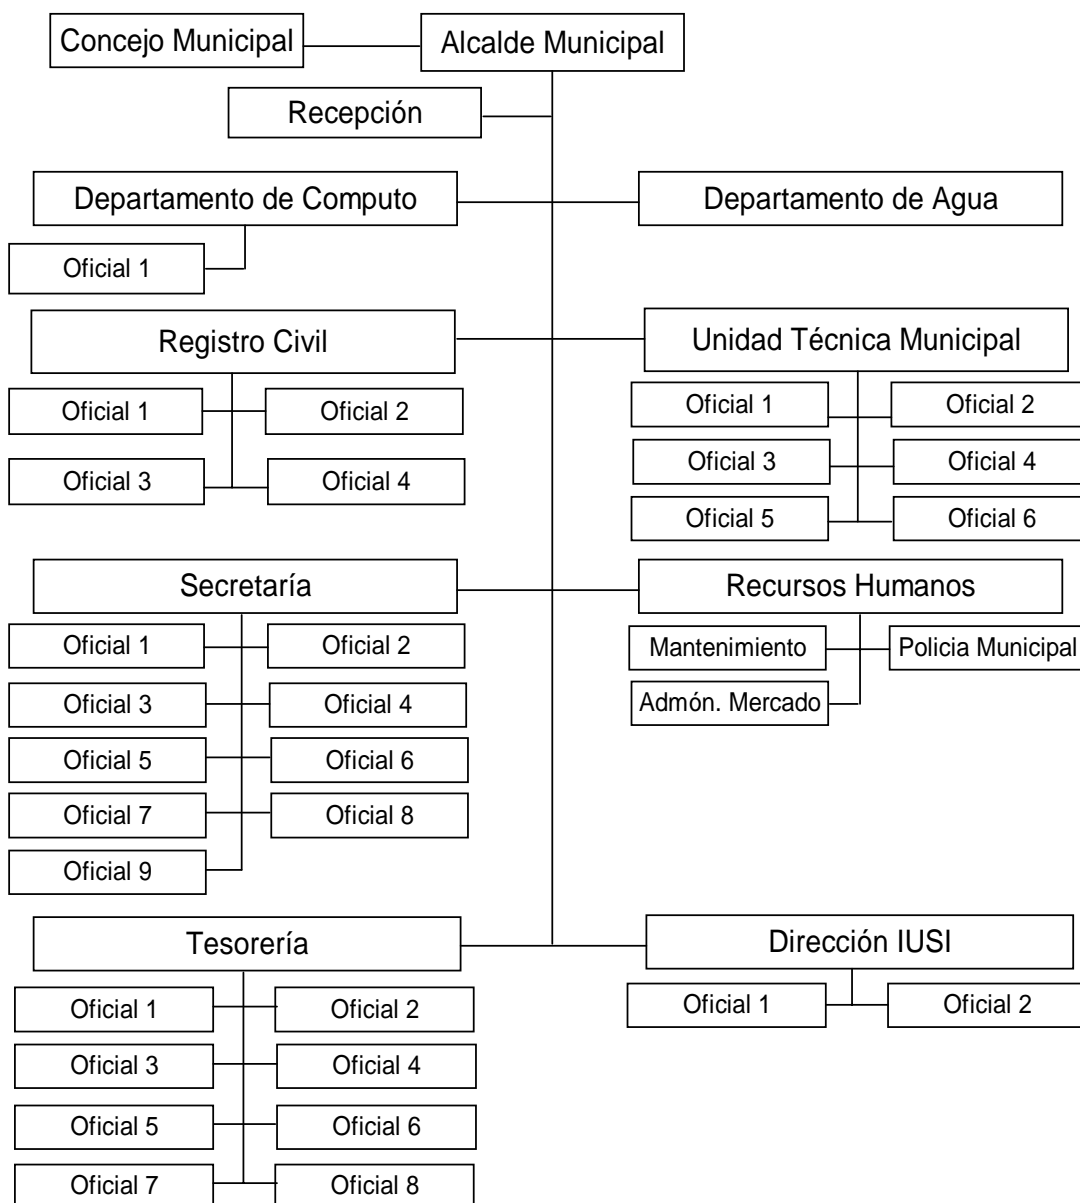 Concejo Municipal
Alcalde Municipal
Recepción
Departamento de Computo
Departamento de Agua
Oficial 1
Registro Civil
Unidad Técnica Municipal
Oficial 1
Oficial 2
Oficial 1
Oficial 2
Oficial 3
Oficial 4
Oficial 3
Oficial 4
Oficial 5
Oficial 6
Secretaría
Recursos Humanos
Oficial 1
Oficial 2
Mantenimiento
Policia Municipal
Oficial 3
Oficial 4
Admón. Mercado
Oficial 5
Oficial 6
Oficial 7
Oficial 8
Oficial 9
Tesorería
Dirección IUSI
Oficial 1
Oficial 2
Oficial 1
Oficial 2
Oficial 3
Oficial 4
Oficial 5
Oficial 6
Oficial 7
Oficial 8